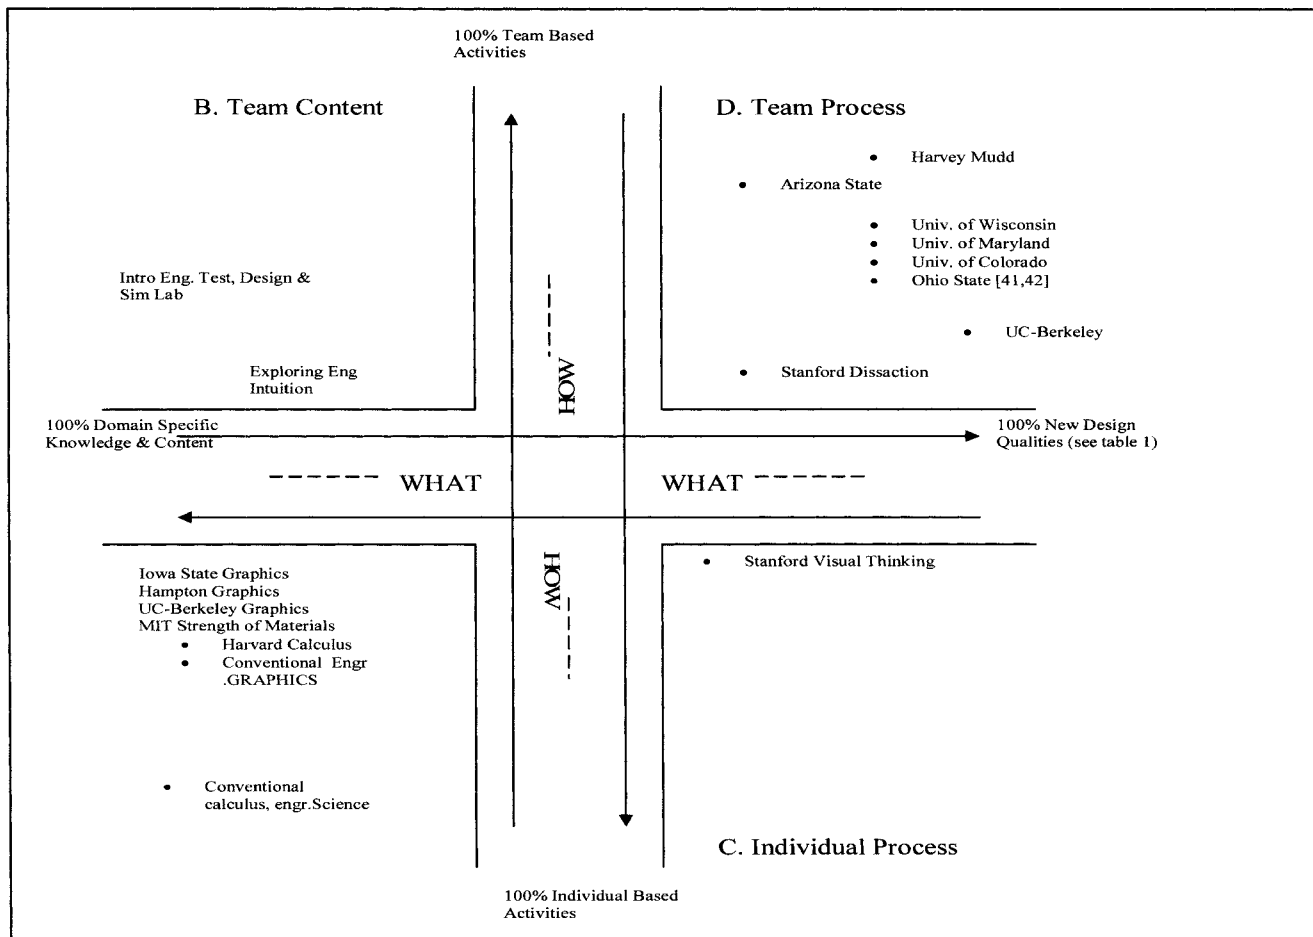 100% Team Based
Activities
B. Team Content
D. Team Process
• Harvey Mudd
• Arizona State
• Univ. of Wisconsin
• Univ. of Maryland
• Univ. of Colorado
• Ohio State [41,42]
Intro Eng. Test, Design &
Sim Lab
• UC-Berkeley
HOW
Exploring Eng
Intuition
• Stanford Dissaction
100% Domain Specific
Knowledge & Content
100% New Design
Qualities (see table 1)
WHAT
WHAT
HOW
• Stanford Visual Thinking
Iowa State Graphics
Hampton Graphics
UC-Berkeley Graphics
MIT Strength of Materials
• Harvard Calculus
• Conventional Engr
.GRAPHICS
• Conventional
calculus, engr.Science
C. Individual Process
100% Individual Based
Activities